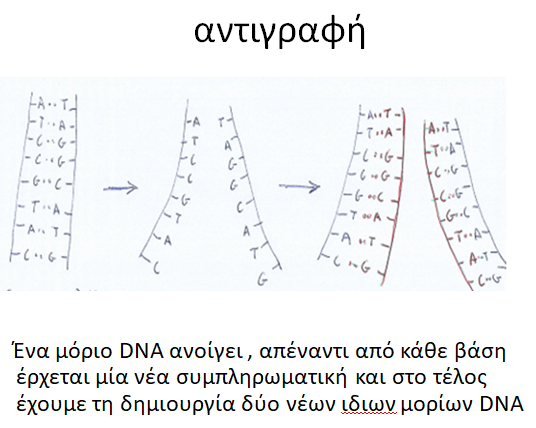 αντιγραφή
A T
T A
C G
C G
G C
T A
A T
C G
A T
T A
C G
C G
G C
T A
A T
C G
A T
T A
C G
C G
G C
T A
A T
C G
A T
T A
C G
C G
G C
T A
A T
C G
Ένα μόριο DNA ανοίγει , απέναντι από κάθε βάση
έρχεται μία νέα συμπληρωματική και στο τέλος
έχουμε τη δημιουργία δύο νέων ιδιων μορίων DNA